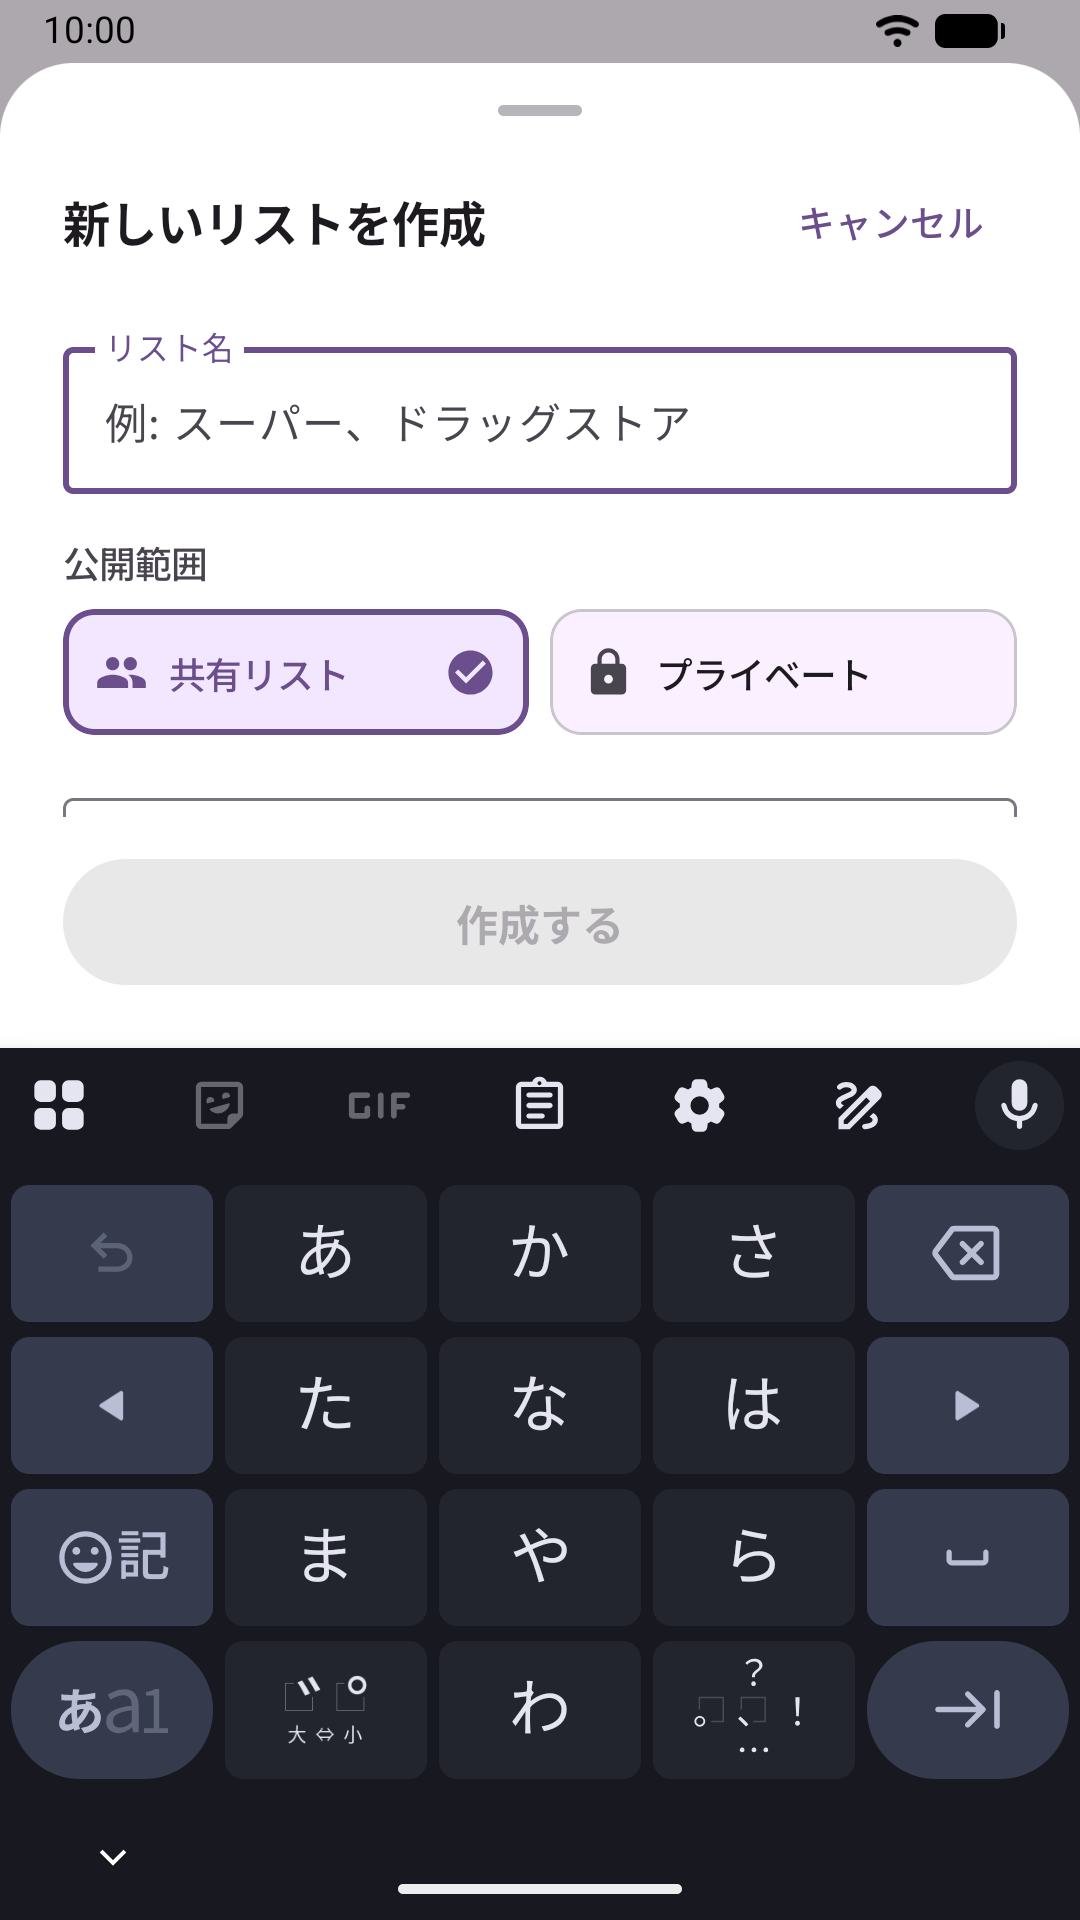 10:00
新しいリストを作成
キャンセル
リスト名
例: スーパー、ドラッグストア
公開範囲
共有リスト
プライベート
作成する
GIF
あ
か
さ
た
な
は
記
ま
や
ら
あa1
゛゜
大⇔小
わ
？
。、！
…